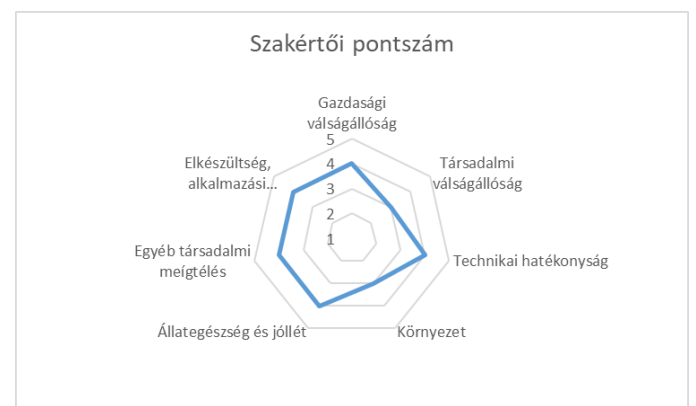 Szakértői pontszám
Gazdasági
válságállóság
Társadalmi
válságállóság
Technikai hatékonyság
Környezet
Állategészség és jóllét
Egyéb társadalmi
meígtélés
Elkészültség,
alkalmazási...
5
4
3
2
1